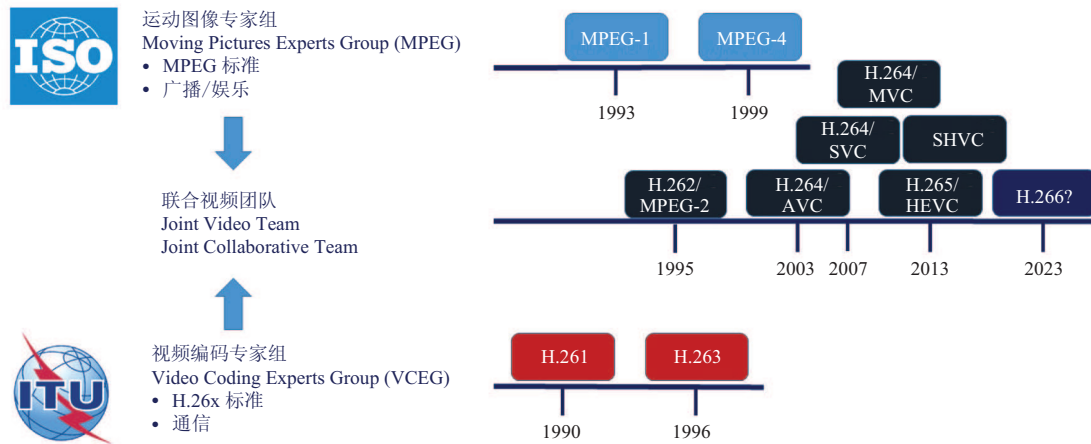 ISO
运动图像专家组
Moving Pictures Experts Group (MPEG)
• MPEG 标准
• 广播/娱乐
MPEG-1
MPEG-4
1993
1999
联合视频团队
Joint Video Team
Joint Collaborative Team
H.264/
MVC
H.264/
SVC
SHVC
H.262/
MPEG-2
H.264/
AVC
H.265/
HEVC
H.266?
1995
2003
2007
2013
2023
ITU
视频编码专家组
Video Coding Experts Group (VCEG)
• H.26x 标准
• 通信
H.261
H.263
1990
1996